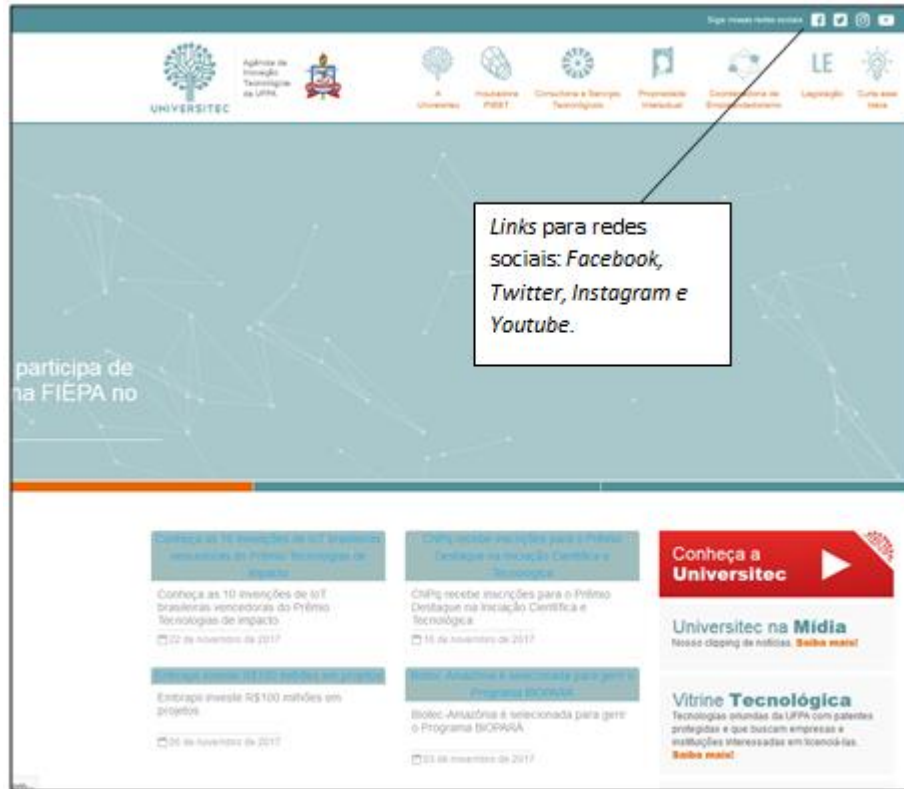 Siga nossas redes sociais
UNIVERSITEC
Agência de
Inovação
Tecnológica
da UFPA
A
Universitec
Incubadora
PIEBT
Consultoria e Serviços
Tecnológicos
Propriedade
Intelectual
Coordenadoria de
Empreendedorismo
LE
Legislação
Curta essa
Ideia
Links para redes
sociais: Facebook,
Twitter, Instagram e
Youtube.
participa de
na FIEPA no
Conheça as 10 invenções de IoT brasileiras
vencedoras do Prêmio Tecnologias de
Impacto
Conheça as 10 invenções de IoT
brasileiras vencedoras do Prêmio
Tecnologias de Impacto
22 de novembro de 2017
CNPq recebe inscrições para o Prêmio
Destaque na Iniciação Científica e
Tecnológica
CNPq recebe inscrições para o Prêmio
Destaque na Iniciação Científica e
Tecnológica
16 de novembro de 2017
Embrapii investe R$100 milhões em projetos
Embrapii investe R$100 milhões em
projetos
06 de novembro de 2017
Biotec-Amazônia é selecionada para gerir o
Programa BIOPARÁ
Biotec-Amazônia é selecionada para gerir
o Programa BIOPARÁ
03 de novembro de 2017
Conheça a
Universitec
Universitec na Mídia
Nosso clipping de notícias. Saiba mais!
Vitrine Tecnológica
Tecnologias oriundas da UFPA com patentes
protegidas e que buscam empresas e
instituições interessadas em licenciá-las.
Saiba mais!